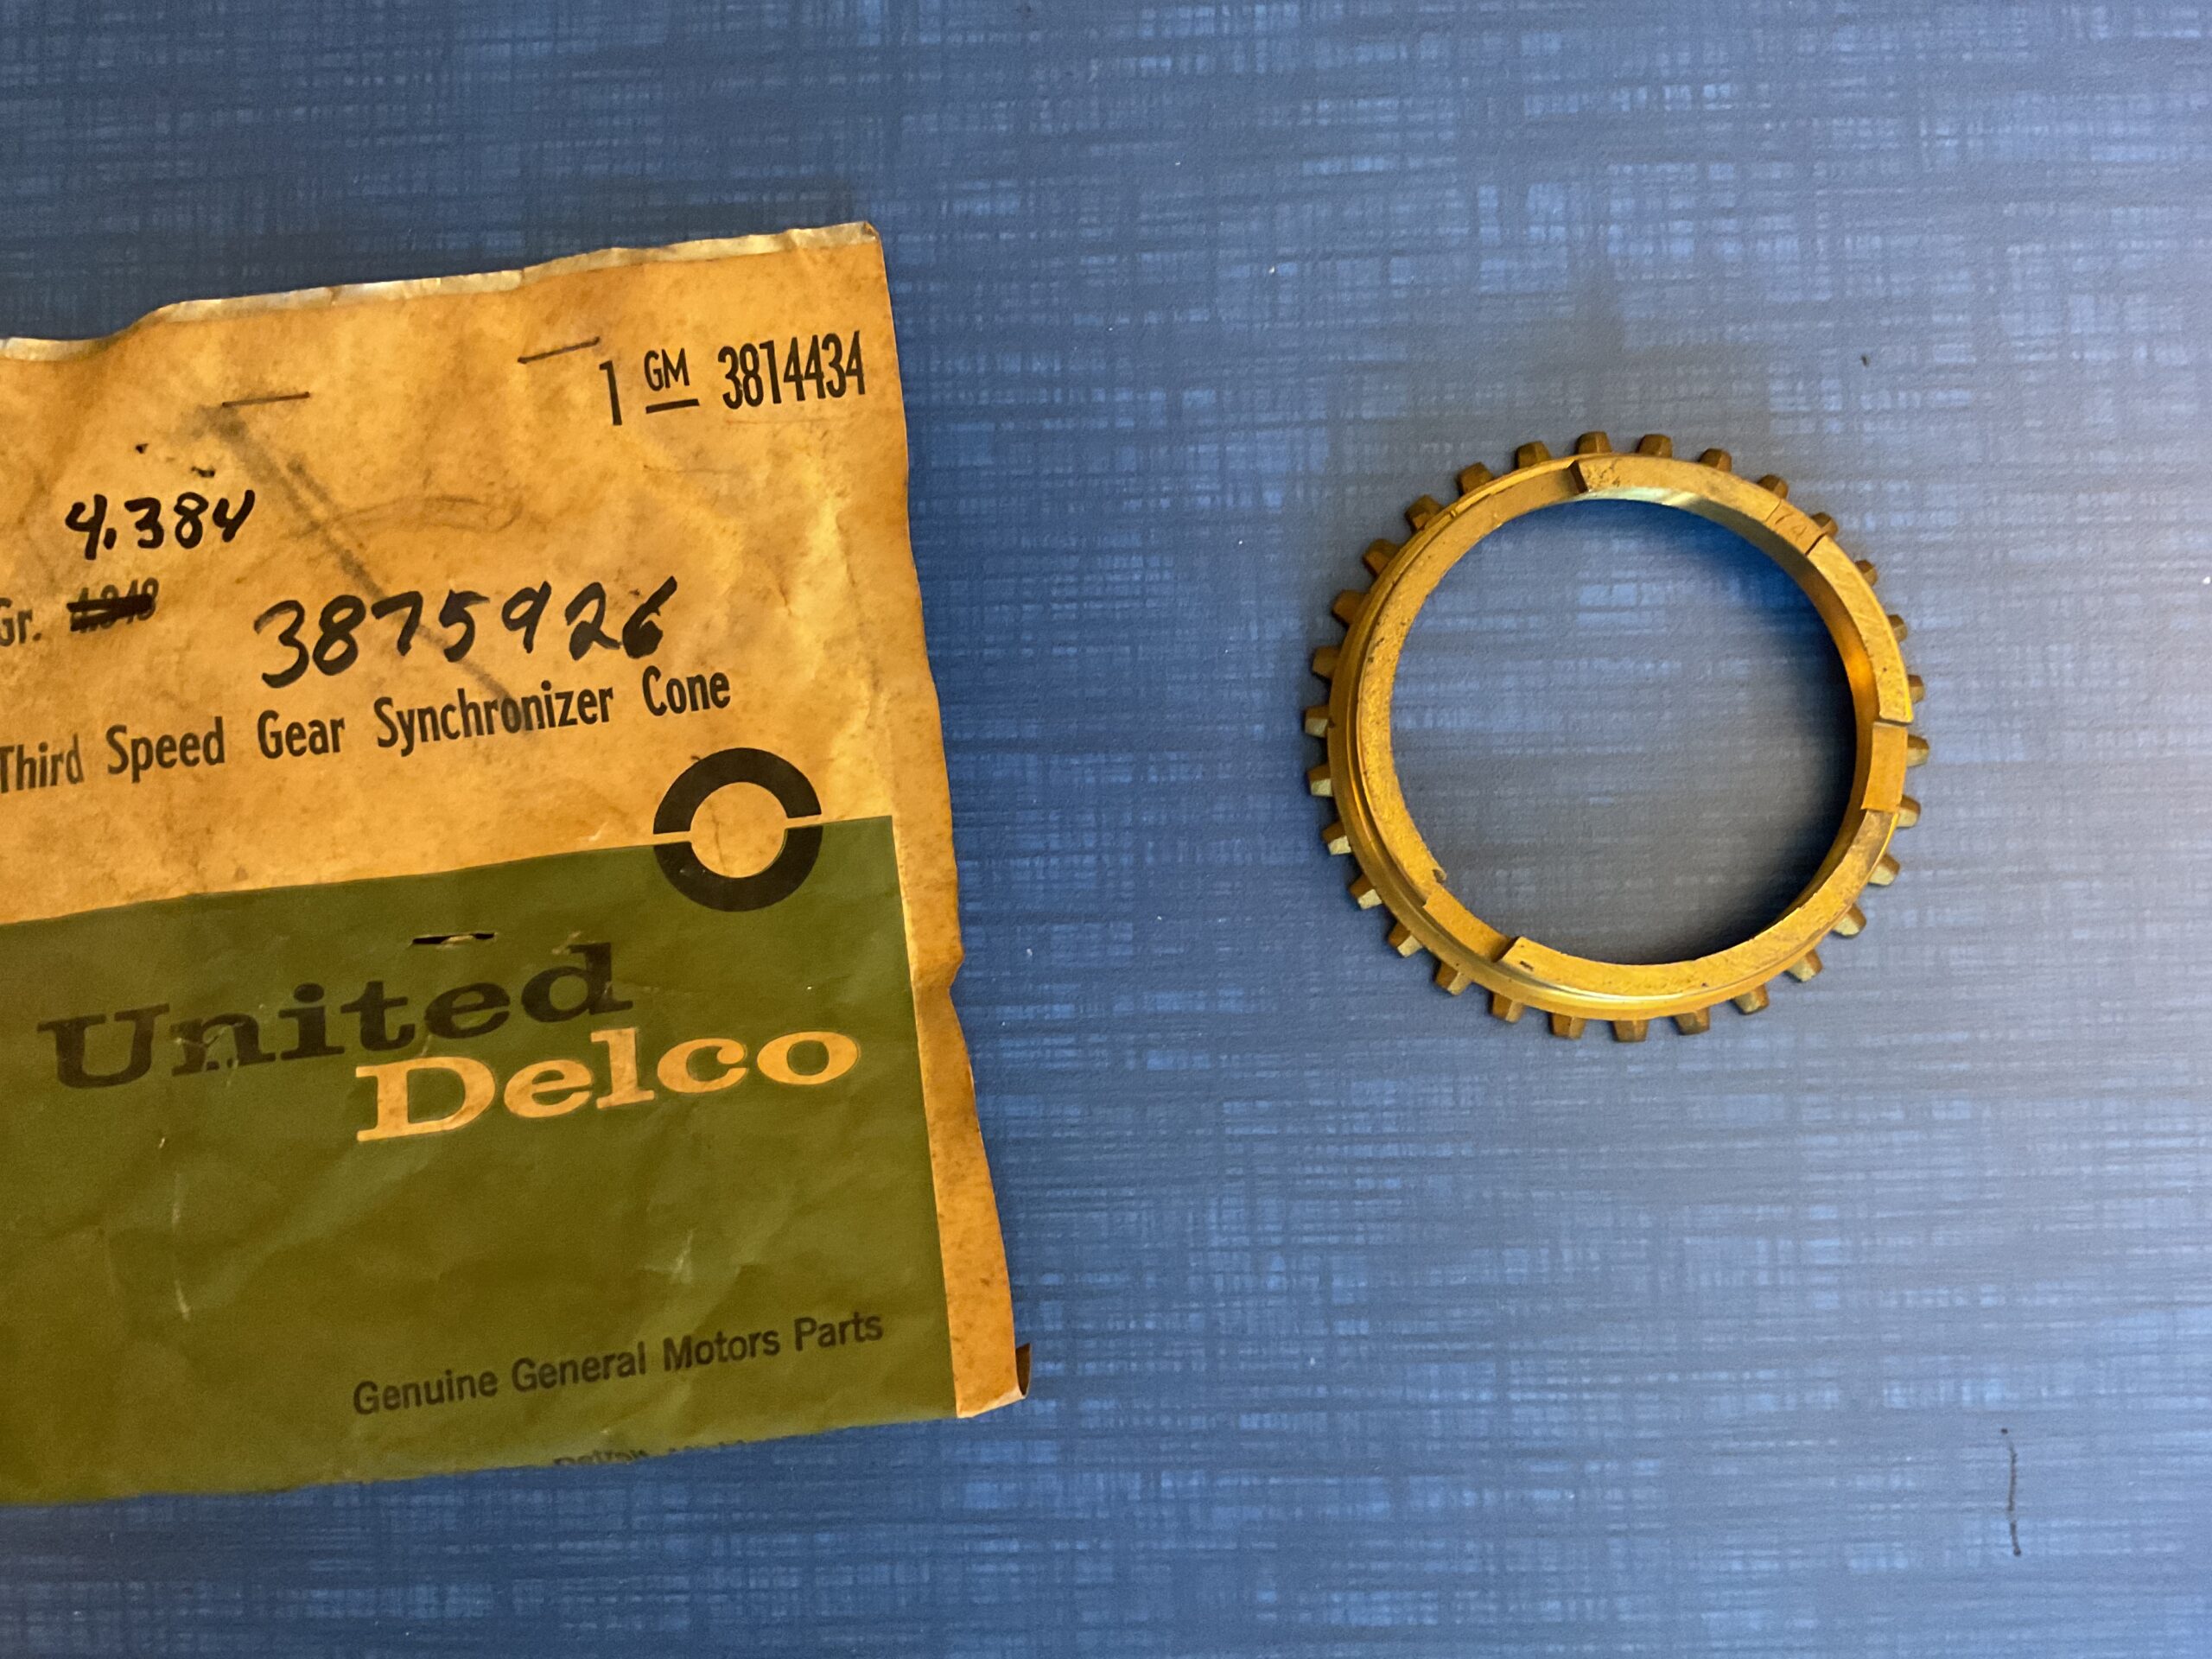 1 GM 3814434
4.384
Gr.
3875926
Third Speed Gear Synchronizer Cone
United
Delco
Genuine General Motors Parts